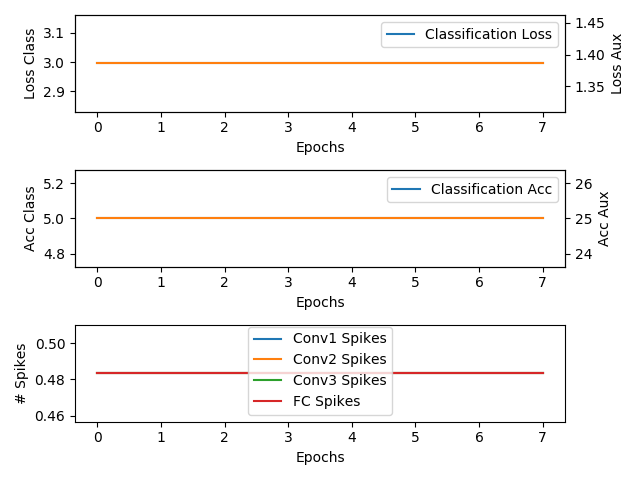 Classification Loss
3.1
3.0
2.9
1.45
1.40
1.35
Loss Class
Loss Aux
0 1 2 3 4 5 6 7
Epochs
Classification Acc
5.2
5.0
4.8
26
25
24
Acc Class
Acc Aux
0 1 2 3 4 5 6 7
Epochs
0.50
0.48
0.46
# Spikes
Conv1 Spikes
Conv2 Spikes
Conv3 Spikes
FC Spikes
0 1 2 3 4 5 6 7
Epochs